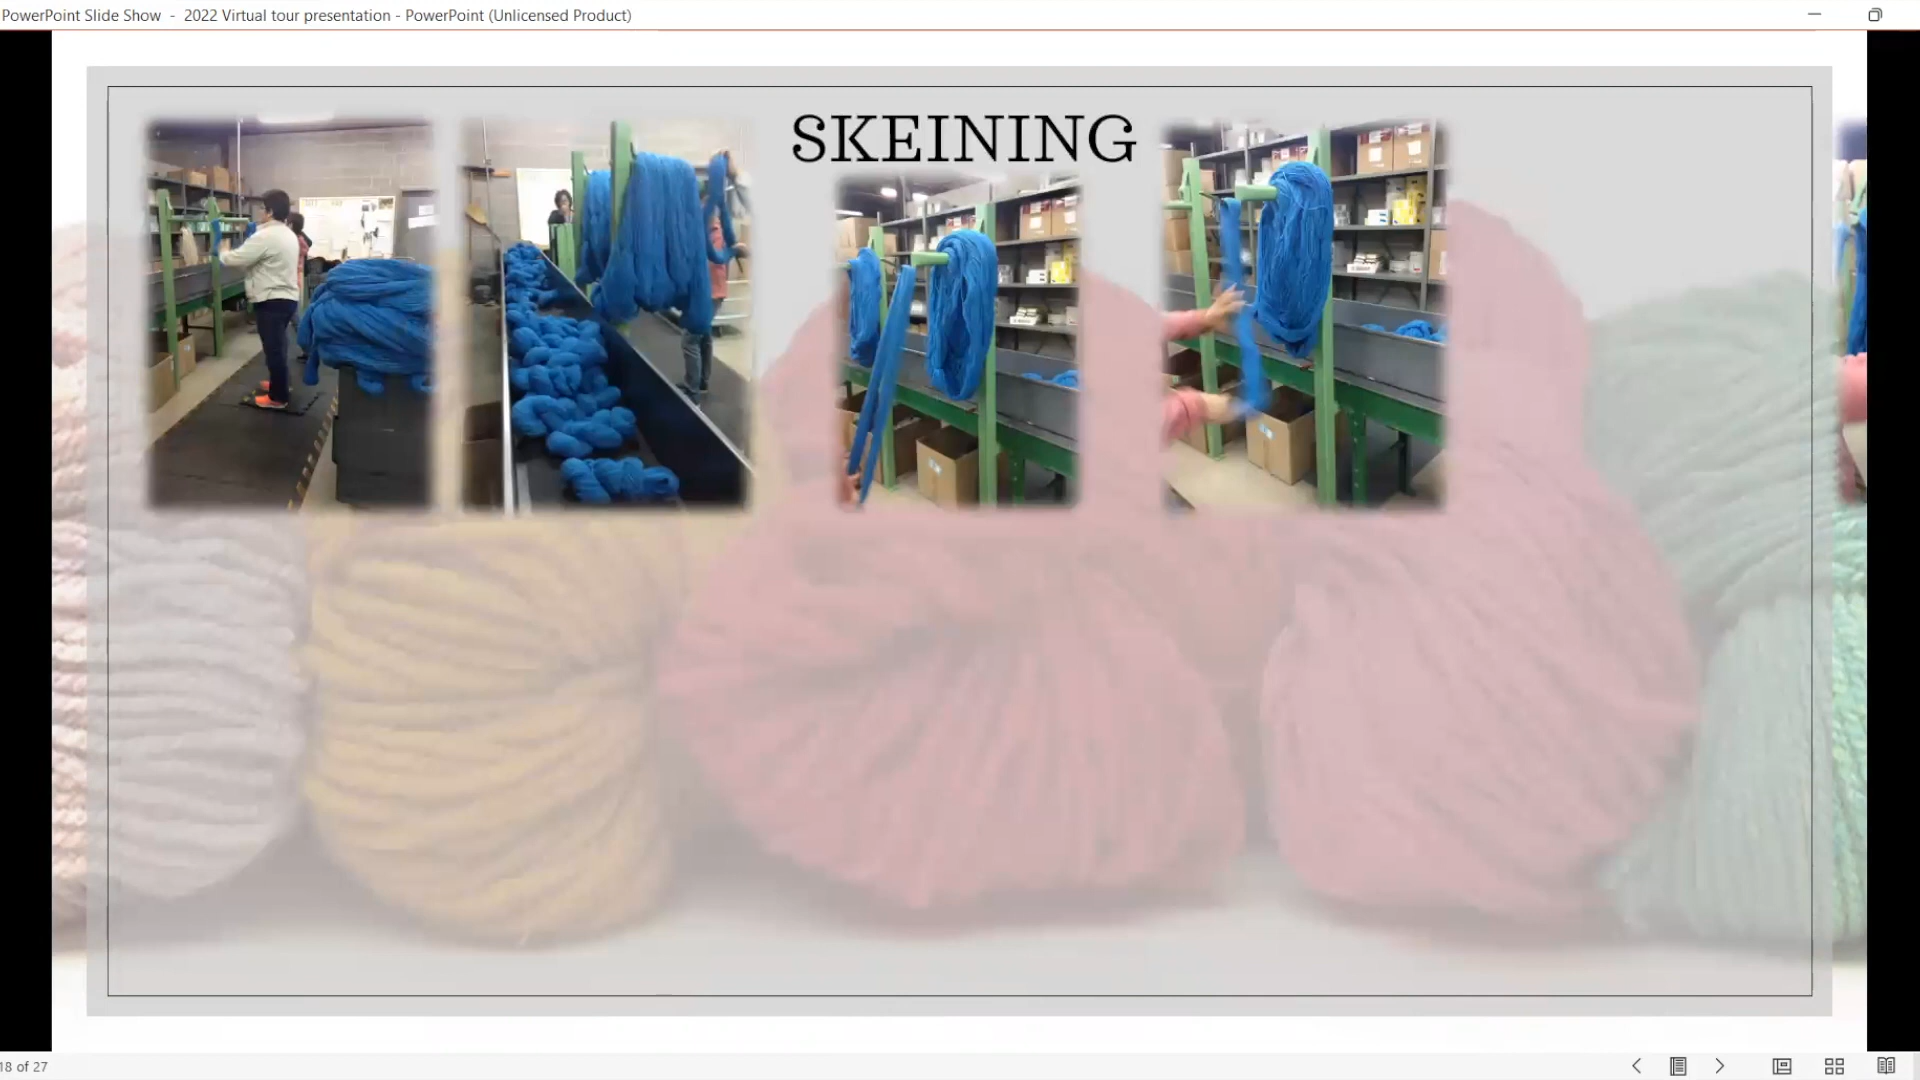 PowerPoint Slide Show - 2022 Virtual tour presentation - PowerPoint (Unlicensed Product)
SKEINING
18 of 27